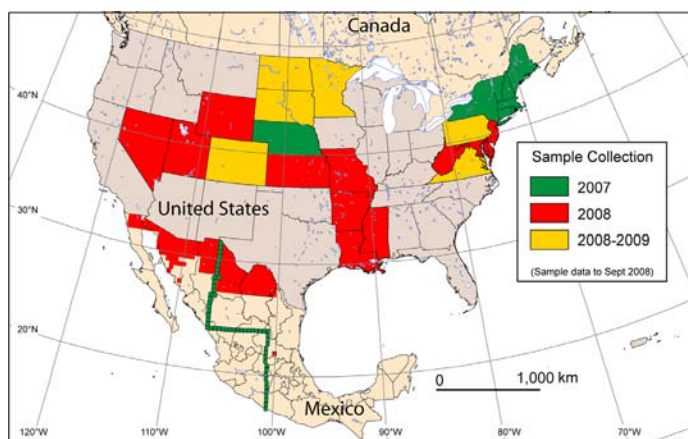 Canada
40°N
United States
30°N
20°N
Mexico
Sample Collection
2007
2008
2008-2009
(Sample data to Sept 2008)
0 1,000 km
120°W 110°W 100°W 90°W 80°W 70°W